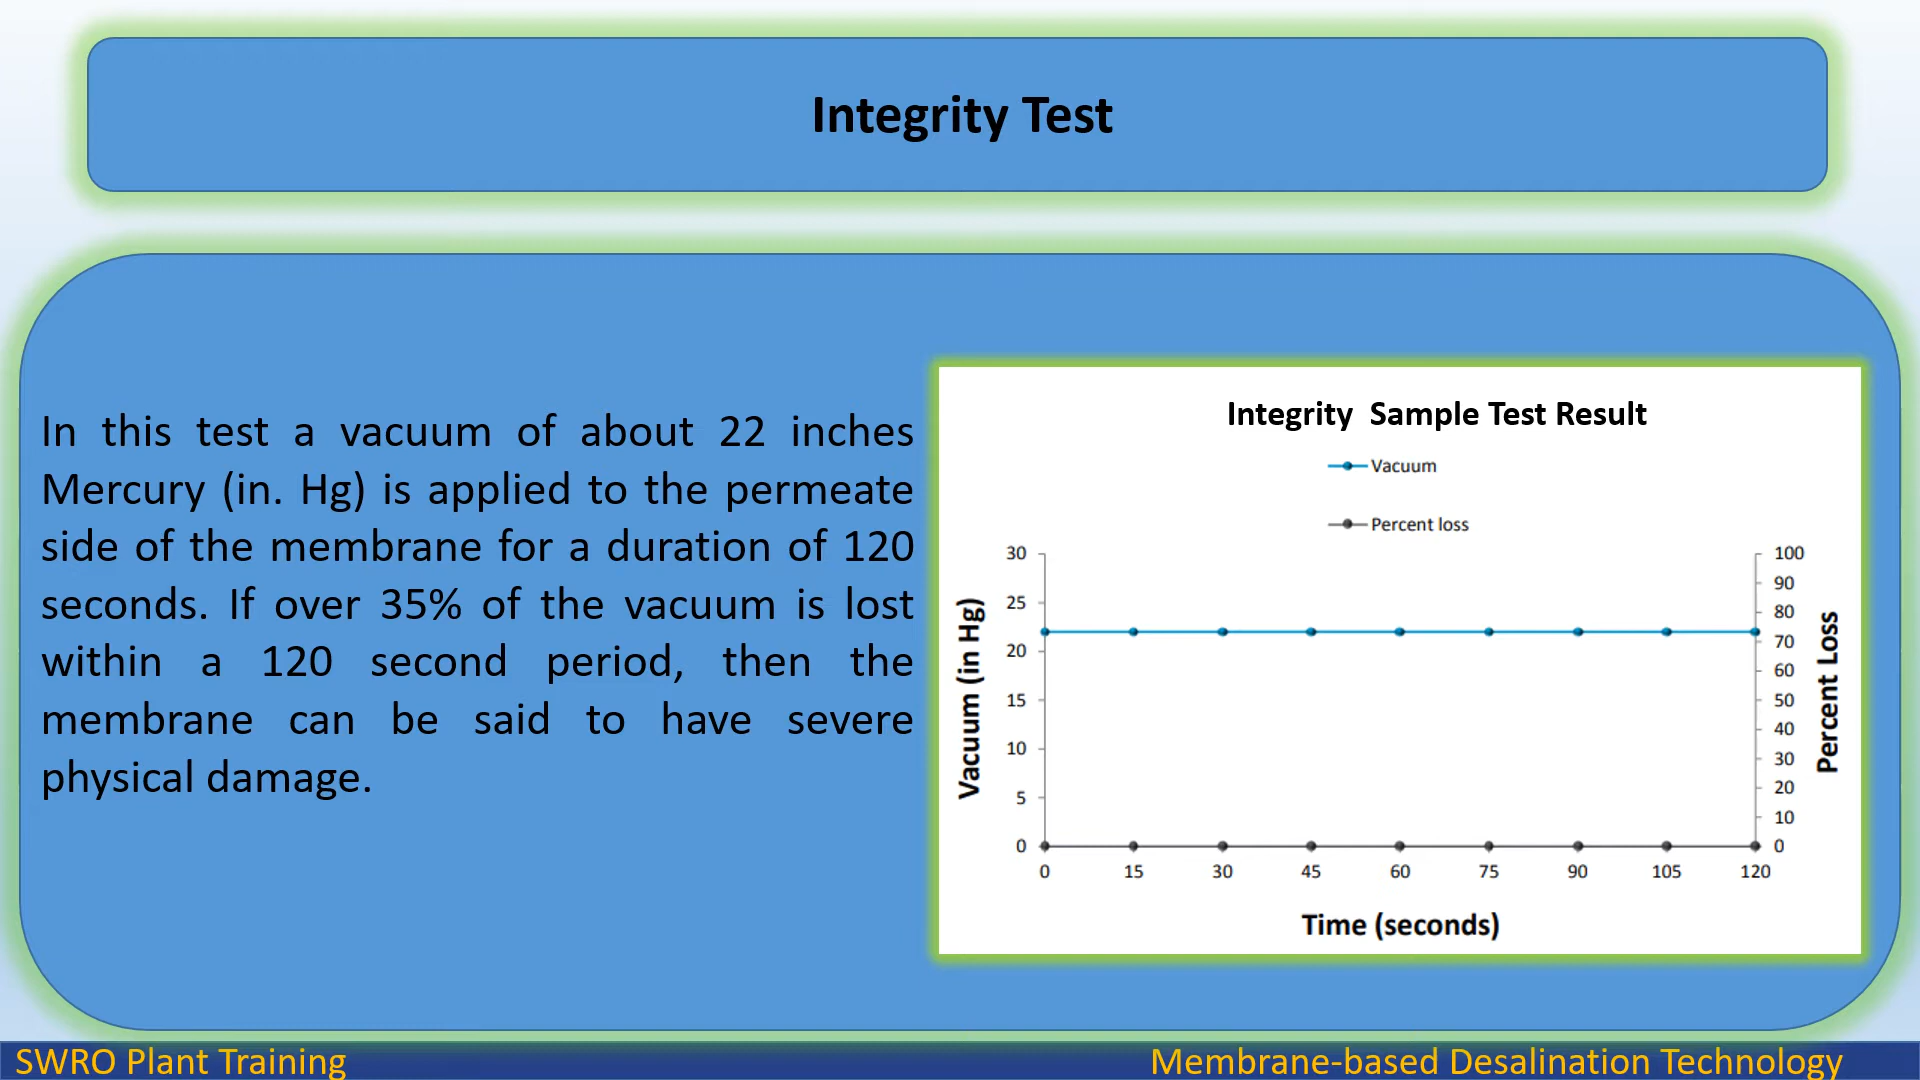 Integrity Test
In this test a vacuum of about 22 inches
Mercury (in. Hg) is applied to the permeate
side of the membrane for a duration of 120
seconds. If over 35% of the vacuum is lost
within a 120 second period, then the
membrane can be said to have severe
physical damage.
Integrity Sample Test Result
Vacuum
Percent loss
Vacuum (in Hg)
30
25
20
15
10
5
0
100
90
80
70
60
50
40
30
20
10
0
Percent Loss
0 15 30 45 60 75 90 105 120
Time (seconds)
SWRO Plant Training
Membrane-based Desalination Technology